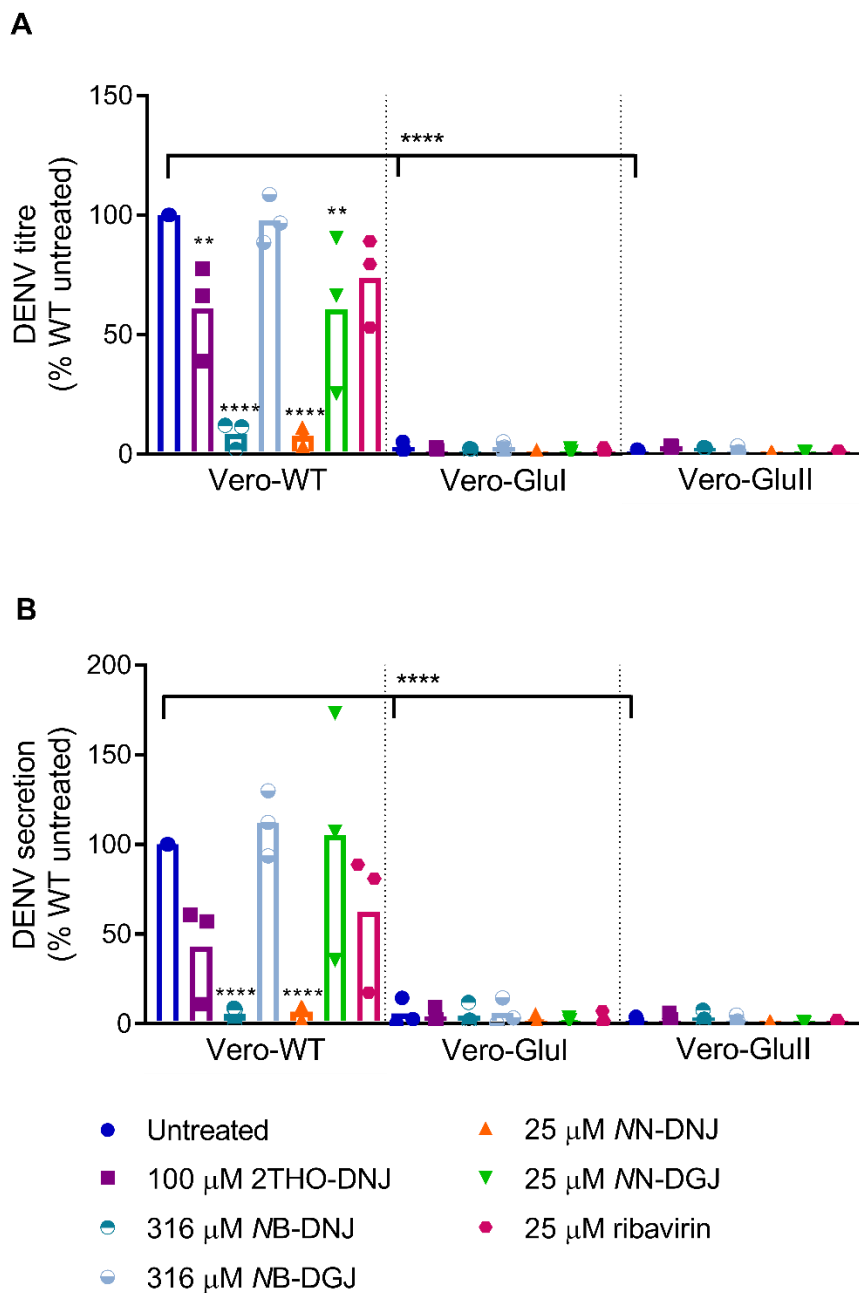 A
DENV titre
(% WT untreated)
150
100
50
0
****
**
****
****
**
Vero-WT
Vero-GluI
Vero-GluII
B
DENV secretion
(% WT untreated)
200
150
100
50
0
****
****
****
Vero-WT
Vero-GluI
Vero-GluII
Untreated
100 μM 2THO-DNJ
316 μM NB-DNJ
316 μM NB-DGJ
25 μM NN-DNJ
25 μM NN-DGJ
25 μM ribavirin